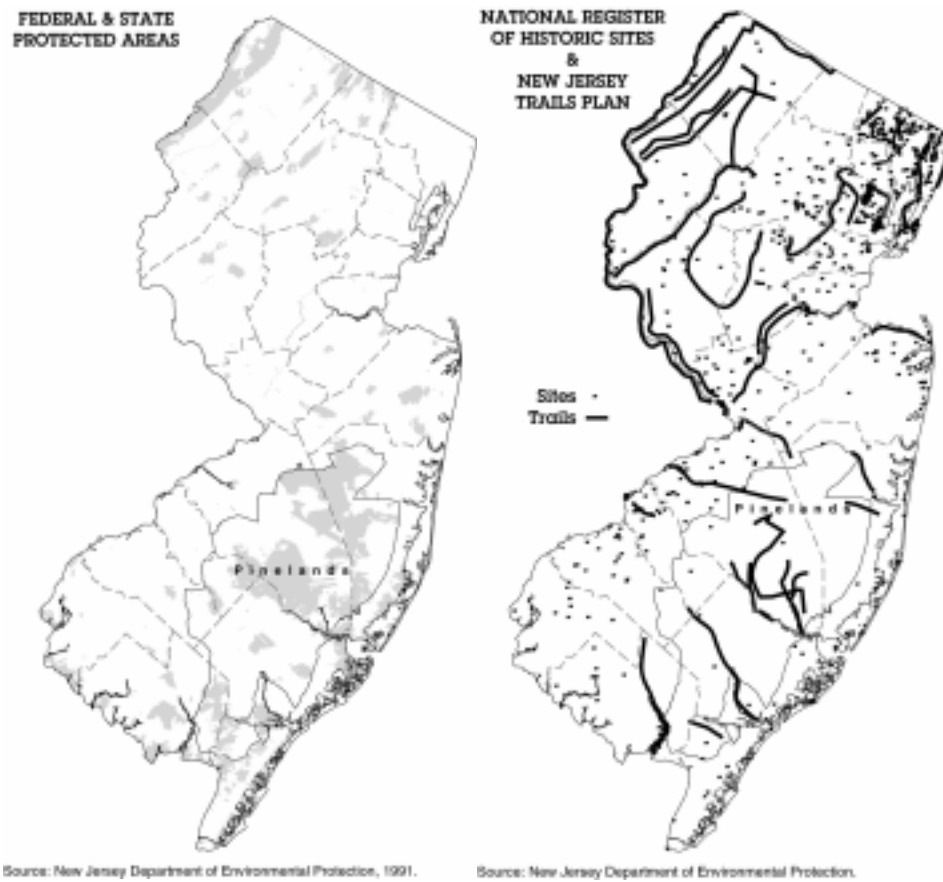 FEDERAL & STATE
PROTECTED AREAS
Pinelands
Source: New Jersey Department of Environmental Protection, 1991.
NATIONAL REGISTER
OF HISTORIC SITES
&
NEW JERSEY
TRAILS PLAN
Sites
Trails
Pinelands
Source: New Jersey Department of Environmental Protection.